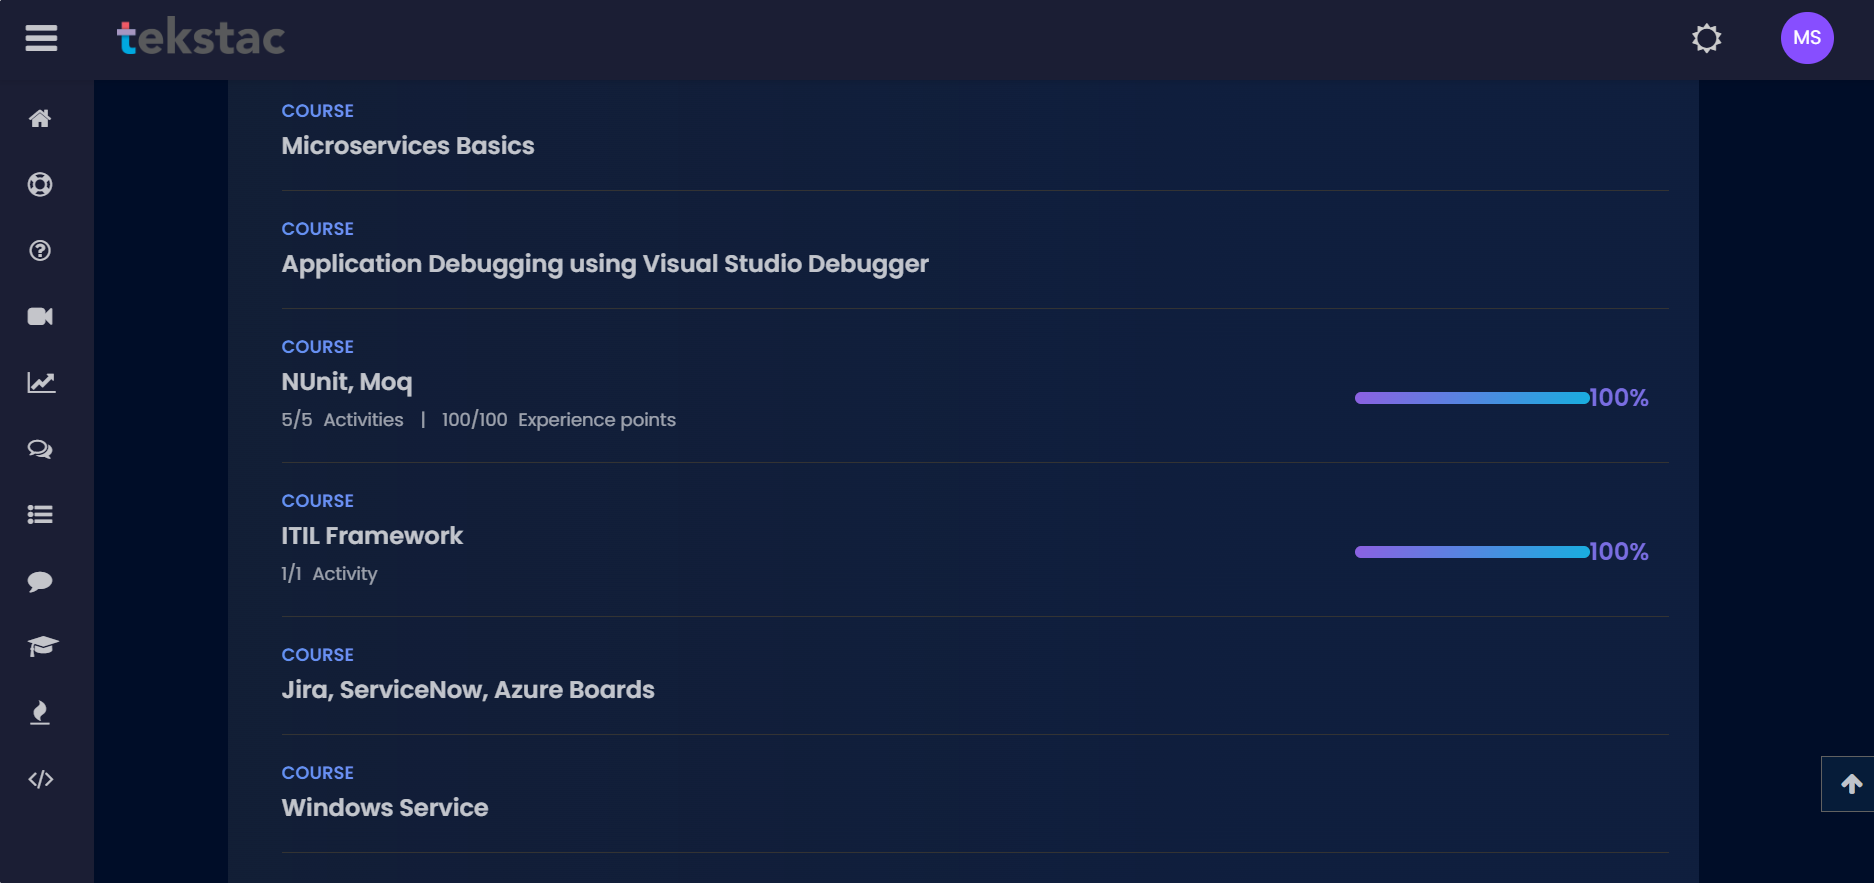 tekstac
MS
COURSE
Microservices Basics
COURSE
Application Debugging using Visual Studio Debugger
COURSE
NUnit, Moq
5/5 Activities | 100/100 Experience points
100%
COURSE
ITIL Framework
1/1 Activity
100%
COURSE
Jira, ServiceNow, Azure Boards
COURSE
Windows Service